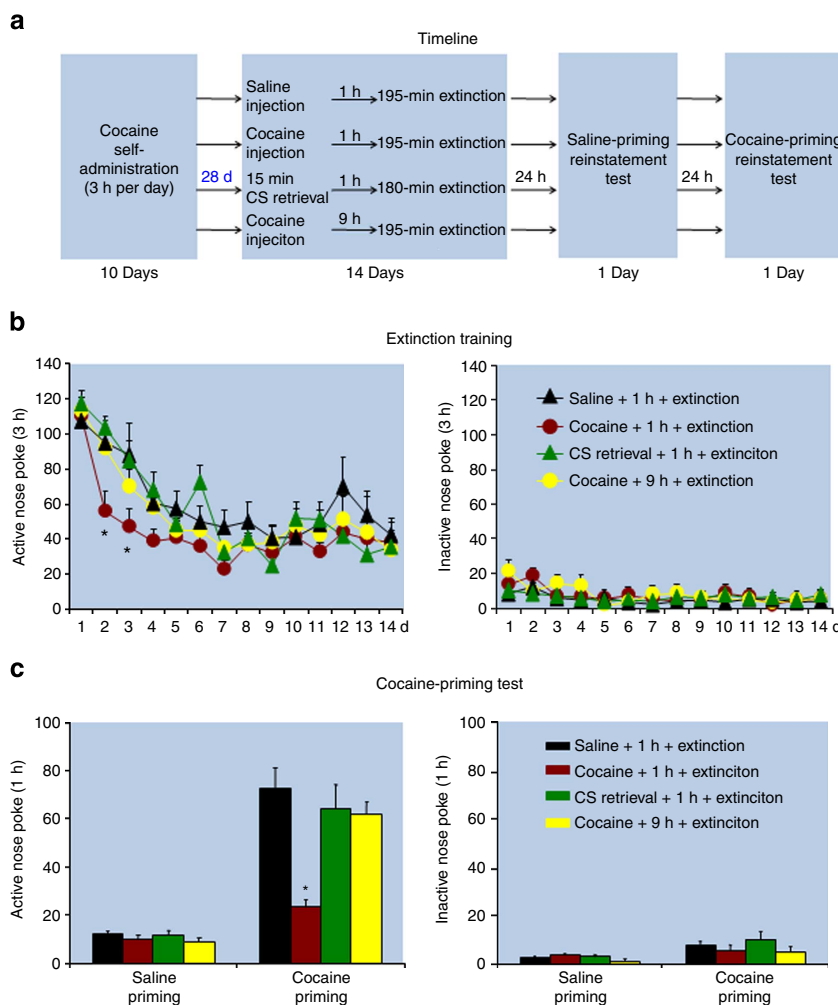 a
Timeline
Cocaine
self-
administration
(3 h per day)
28 d
Saline
injection
1 h
195-min extinction
Cocaine
injection
1 h
195-min extinction
15 min
CS retrieval
1 h
180-min extinction
Cocaine
injeciton
9 h
195-min extinction
24 h
Saline-priming
reinstatement
test
24 h
Cocaine-priming
reinstatement
test
10 Days
14 Days
1 Day
1 Day
b
Extinction training
Active nose poke (3 h)
140
120
100
80
60
40
20
0
1 2 3 4 5 6 7 8 9 10 11 12 13 14 d
* *
Inactive nose poke (3 h)
140
120
100
80
60
40
20
0
1 2 3 4 5 6 7 8 9 10 11 12 13 14 d
Saline + 1 h + extinction
Cocaine + 1 h + extinction
CS retrieval + 1 h + exinciton
Cocaine + 9 h + extinction
c
Cocaine-priming test
Active nose poke (1 h)
100
80
60
40
20
0
*
Saline
priming
Cocaine
priming
Inactive nose poke (1 h)
100
80
60
40
20
0
Saline + 1 h + extinction
Cocaine + 1 h + extinciton
CS retrieval + 1 h + extinciton
Cocaine + 9 h + extinciton
Saline
priming
Cocaine
priming